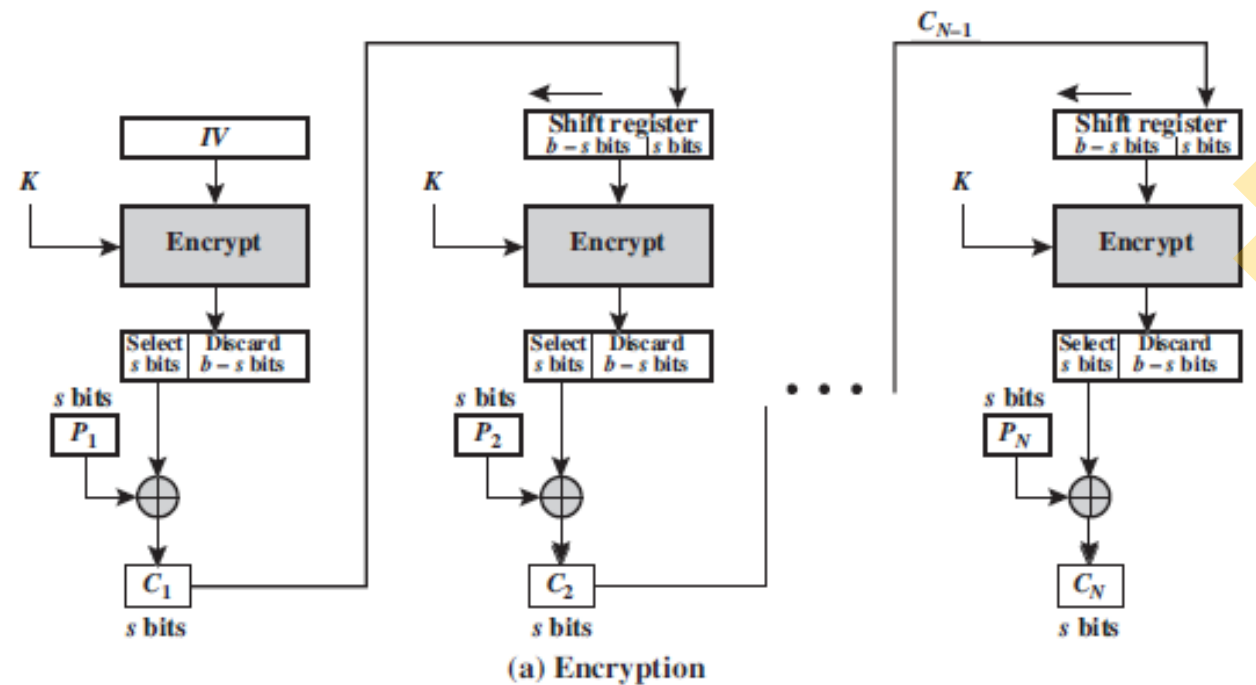 C_{N-1}
IV
K
Encrypt
Select
s bits
Discard
b – s bits
s bits
P_1
C_1
s bits
Shift register
b – s bits
s bits
K
Encrypt
Select
s bits
Discard
b – s bits
s bits
P_2
C_2
s bits
• • •
Shift register
b – s bits
s bits
K
Encrypt
Select
s bits
Discard
b – s bits
s bits
P_N
C_N
s bits
(a) Encryption